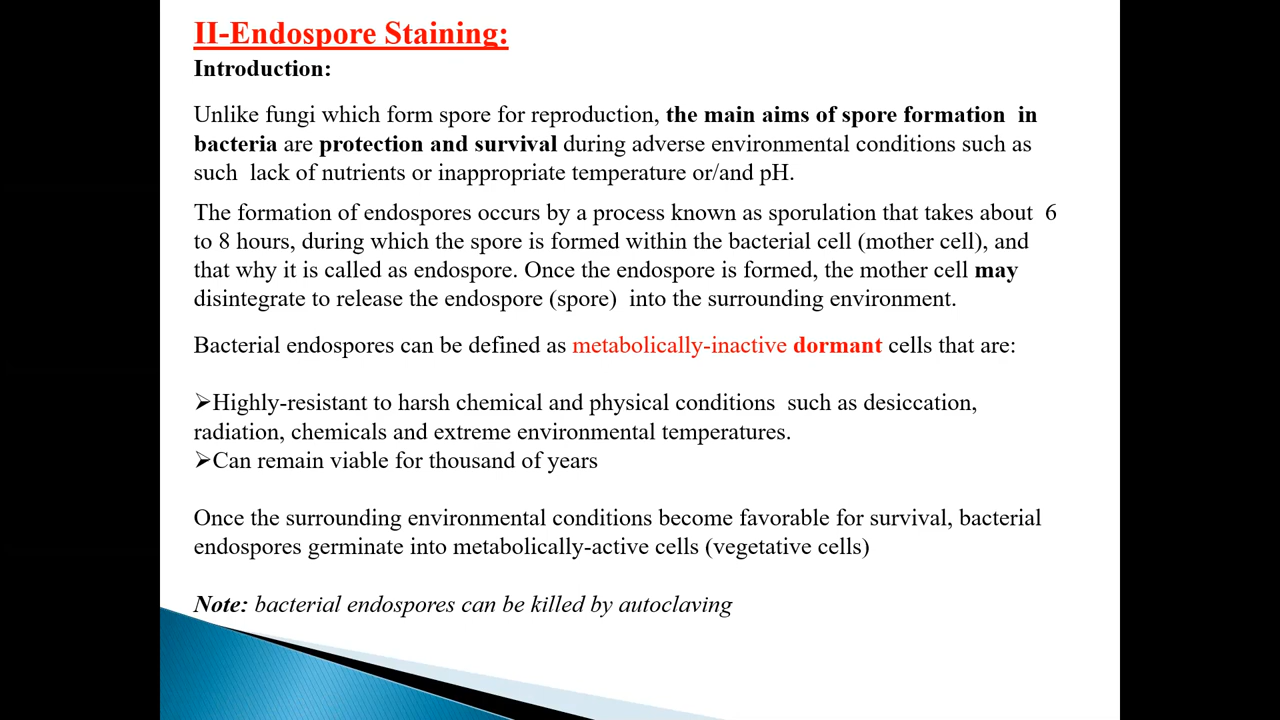 II-Endospore Staining:
Introduction:
Unlike fungi which form spore for reproduction, the main aims of spore formation in
bacteria are protection and survival during adverse environmental conditions such as
such lack of nutrients or inappropriate temperature or/and pH.
The formation of endospores occurs by a process known as sporulation that takes about 6
to 8 hours, during which the spore is formed within the bacterial cell (mother cell), and
that why it is called as endospore. Once the endospore is formed, the mother cell may
disintegrate to release the endospore (spore) into the surrounding environment.
Bacterial endospores can be defined as metabolically-inactive dormant cells that are:
➢Highly-resistant to harsh chemical and physical conditions such as desiccation,
radiation, chemicals and extreme environmental temperatures.
➢Can remain viable for thousand of years
Once the surrounding environmental conditions become favorable for survival, bacterial
endospores germinate into metabolically-active cells (vegetative cells)
Note: bacterial endospores can be killed by autoclaving